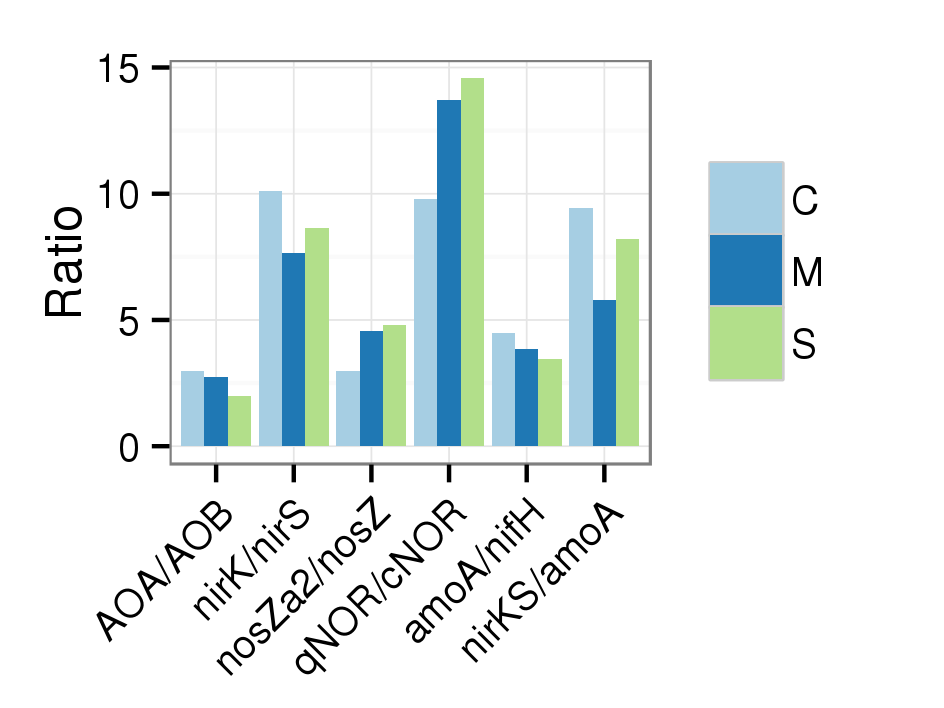 Ratio
15
10
5
0
AOA/AOB
nirK/nirS
nosZa2/nosZ
qNOR/cNOR
amoA/nifH
nirKS/amoA
C
M
S